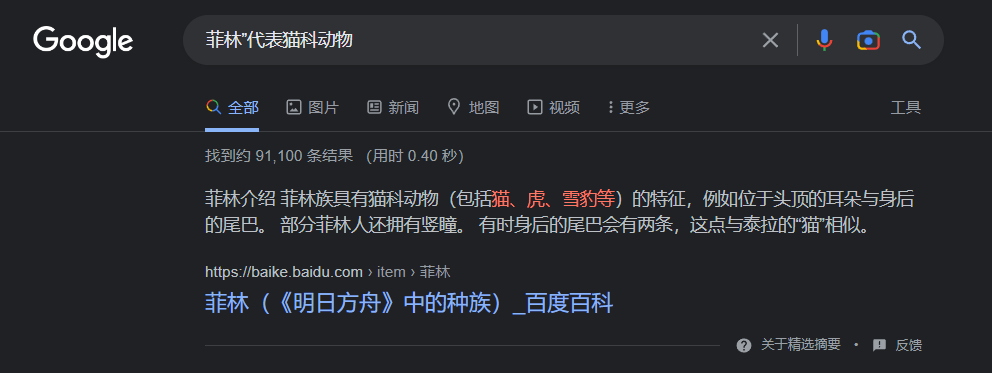 Google 菲林”代表猫科动物
全部 图片 新闻 地图 视频 更多 工具
找到约 91,100 条结果 （用时 0.40 秒）
菲林介绍 菲林族具有猫科动物（包括猫、虎、雪豹等）的特征，例如位于头顶的耳朵与身后
的尾巴。 部分菲林人还拥有竖瞳。 有时身后的尾巴会有两条，这点与泰拉的“猫”相似。
https://baike.baidu.com › item › 菲林
菲林（《明日方舟》中的种族）_百度百科
关于精选摘要 • 反馈